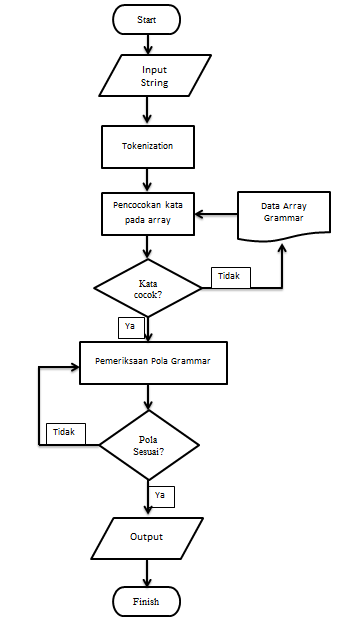 Start
Input
String
Tokenization
Pencocokan kata
pada array
Data Array
Grammar
Kata
cocok?
Tidak
Ya
Pemeriksaan Pola Grammar
Tidak
Pola
Sesuai?
Ya
Output
Finish